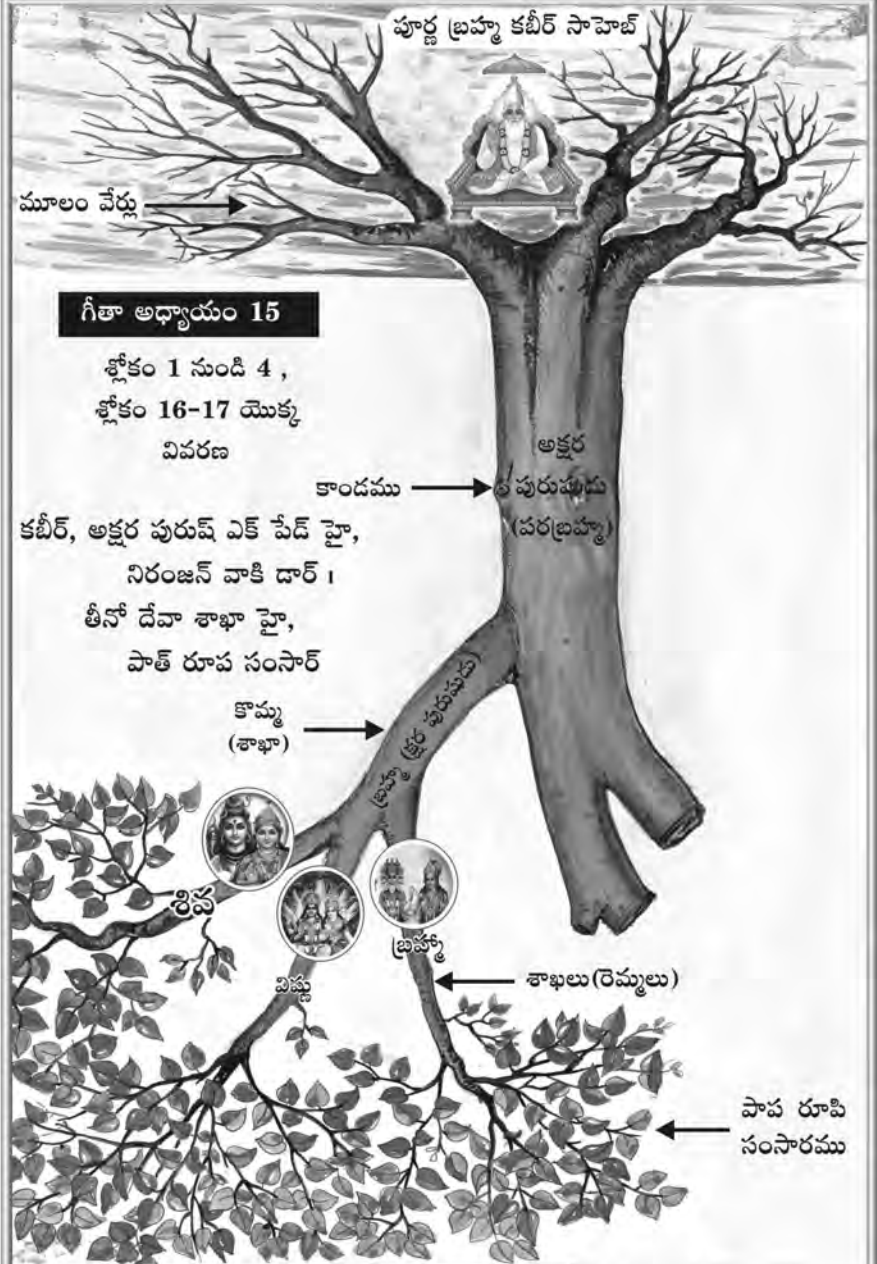 పూర్ణ బ్రహ్మ కబీర్ సాహెబ్
మూలం వేర్లు
గీతా అధ్యాయం 15
శ్లోకం 1 నుండి 4 ,
శ్లోకం 16-17 యొక్క
వివరణ
అక్షర
పురుషుడు
(పరబ్రహ్మ)
కాండము
కబీర్, అక్షర పురుష్ ఎక్ పేడ్ హై,
నిరంజన్ వాకి డార్ ।
తీనో దేవా శాఖా హై,
పాత్ రూప సంసార్
కొమ్మ
(శాఖా)
బ్రహ్మ (క్షర పురుషుడు)
శివ
విష్ణు
బ్రహ్మా
శాఖలు(రెమ్మలు)
పాప రూపి
సంసారము